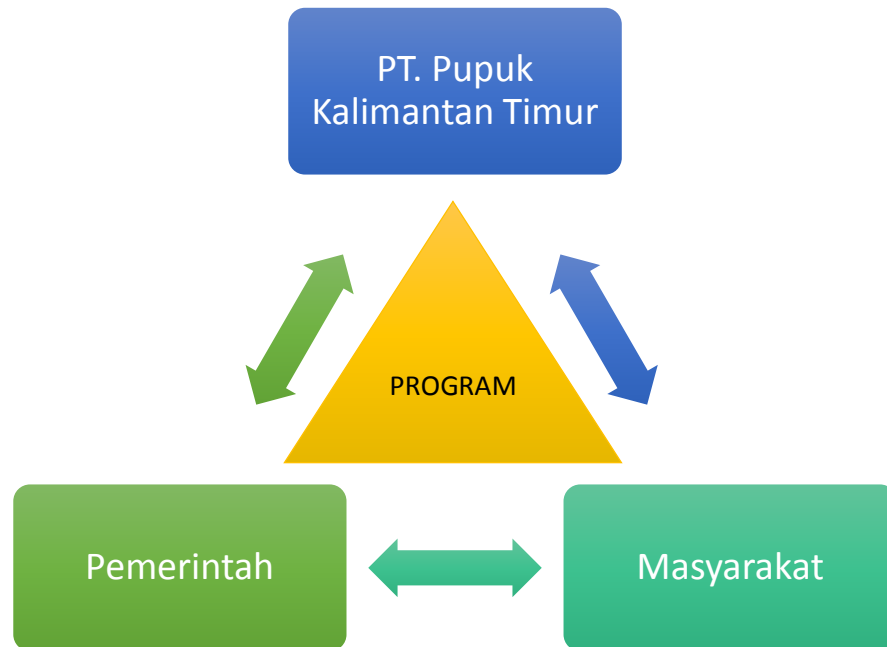 PT. Pupuk
Kalimantan Timur
PROGRAM
Pemerintah
Masyarakat